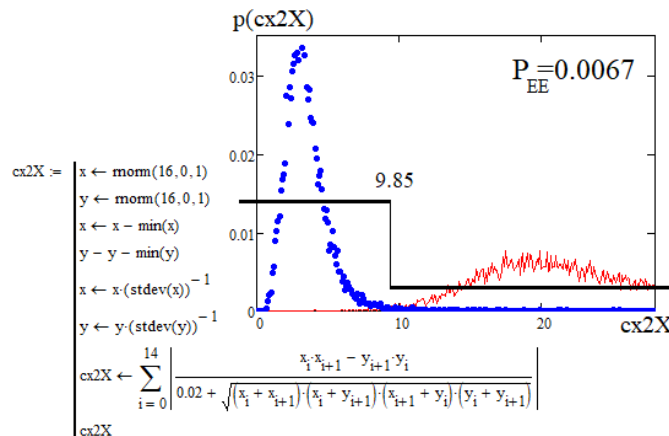 p(cx2X)
0.03
0.02
0.01
0
P_EE=0.0067
9.85
0 10 20
cx2X
cx2X := x ← rnorm(16,0,1)
y ← rnorm(16,0,1)
x ← x − min(x)
y − y − min(y)
x ← x·(stdev(x))^−1
y ← y·(stdev(y))^−1
cx2X ← ∑_{i = 0}^{14} | (x_i·x_{i+1} − y_{i+1}·y_i) / (0.02 + √((x_i + x_{i+1})·(x_i + y_{i+1})·(x_{i+1} + y_i)·(y_i + y_{i+1}))) |
cx2X